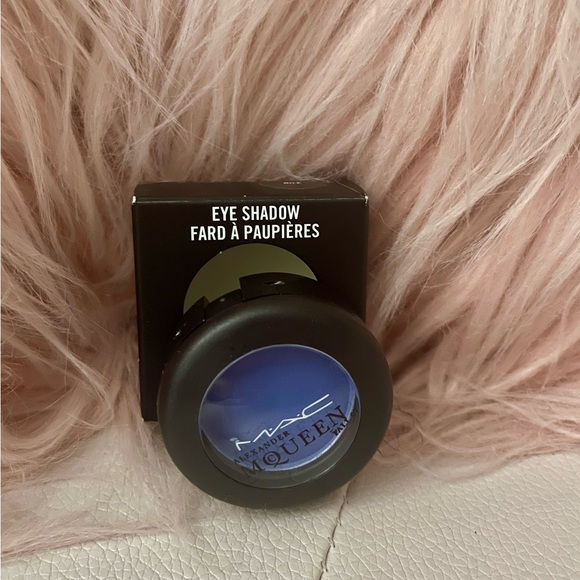 EYE SHADOW
FARD À PAUPIÈRES
M·A·C
ALEXANDER
MCQUEEN